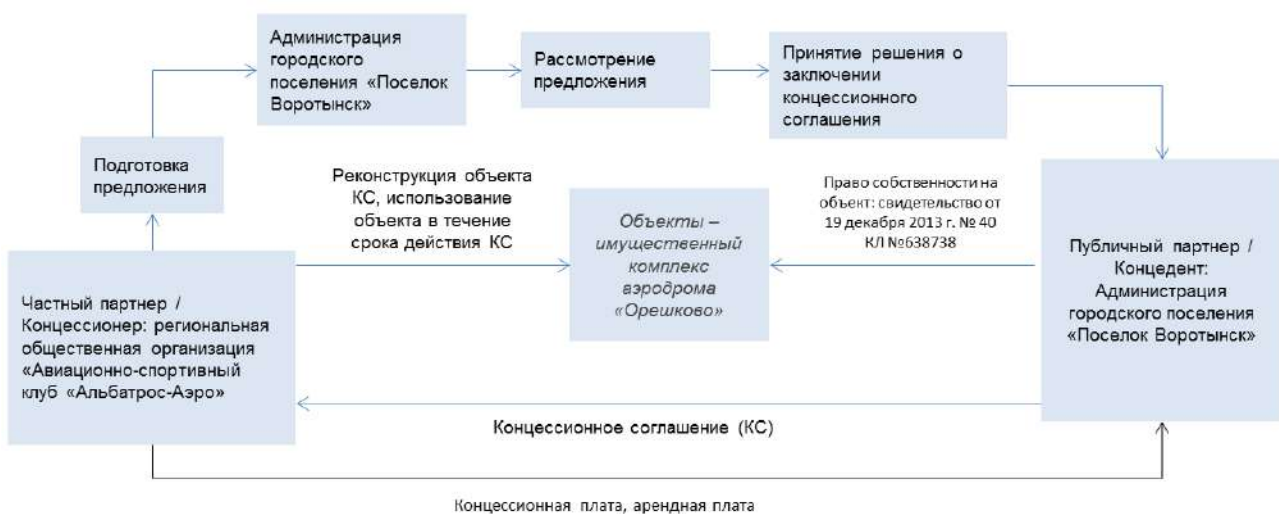 Администрация
городского
поселения «Поселок
Воротынск»
Рассмотрение
предложения
Принятие решения о
заключении
концессионного
соглашения
Подготовка
предложения
Реконструкция объекта
КС, использование
объекта в течение
срока действия КС
Объекты –
имущественный
комплекс
аэродрома
«Орешково»
Право собственности на
объект: свидетельство от
19 декабря 2013 г. № 40
КЛ №638738
Публичный партнер /
Концедент:
Администрация
городского поселения
«Поселок Воротынск»
Частный партнер /
Концессионер: региональная
общественная организация
«Авиационно-спортивный
клуб «Альбатрос-Аэро»
Концессионное соглашение (КС)
Концессионная плата, арендная плата